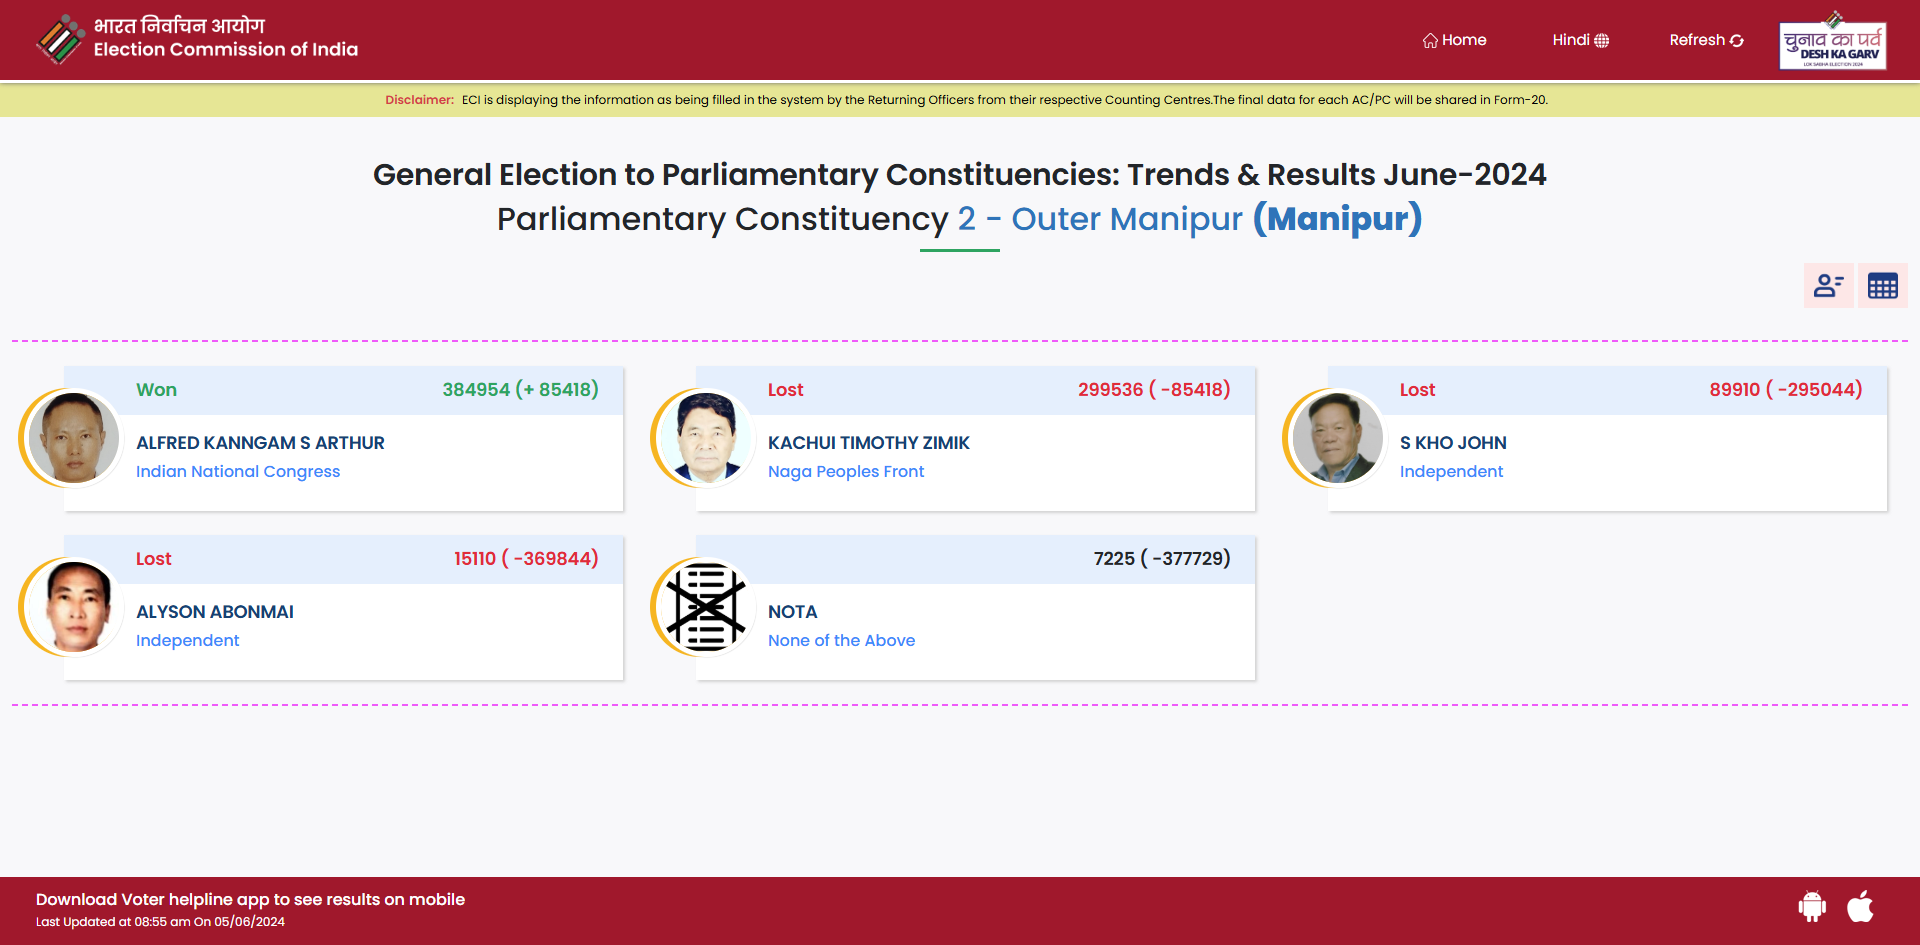 भारत निर्वाचन आयोग
Election Commission of India
Home
Hindi
Refresh
चुनाव का पर्व
DESH KA GARV
LOK SABHA ELECTION 2024
Disclaimer: ECI is displaying the information as being filled in the system by the Returning Officers from their respective Counting Centres.The final data for each AC/PC will be shared in Form-20.
General Election to Parliamentary Constituencies: Trends & Results June-2024
Parliamentary Constituency 2 - Outer Manipur (Manipur)
Won 384954 (+ 85418)
ALFRED KANNGAM S ARTHUR
Indian National Congress
Lost 299536 ( -85418)
KACHUI TIMOTHY ZIMIK
Naga Peoples Front
Lost 89910 ( -295044)
S KHO JOHN
Independent
Lost 15110 ( -369844)
ALYSON ABONMAI
Independent
7225 ( -377729)
NOTA
None of the Above
Download Voter helpline app to see results on mobile
Last Updated at 08:55 am On 05/06/2024